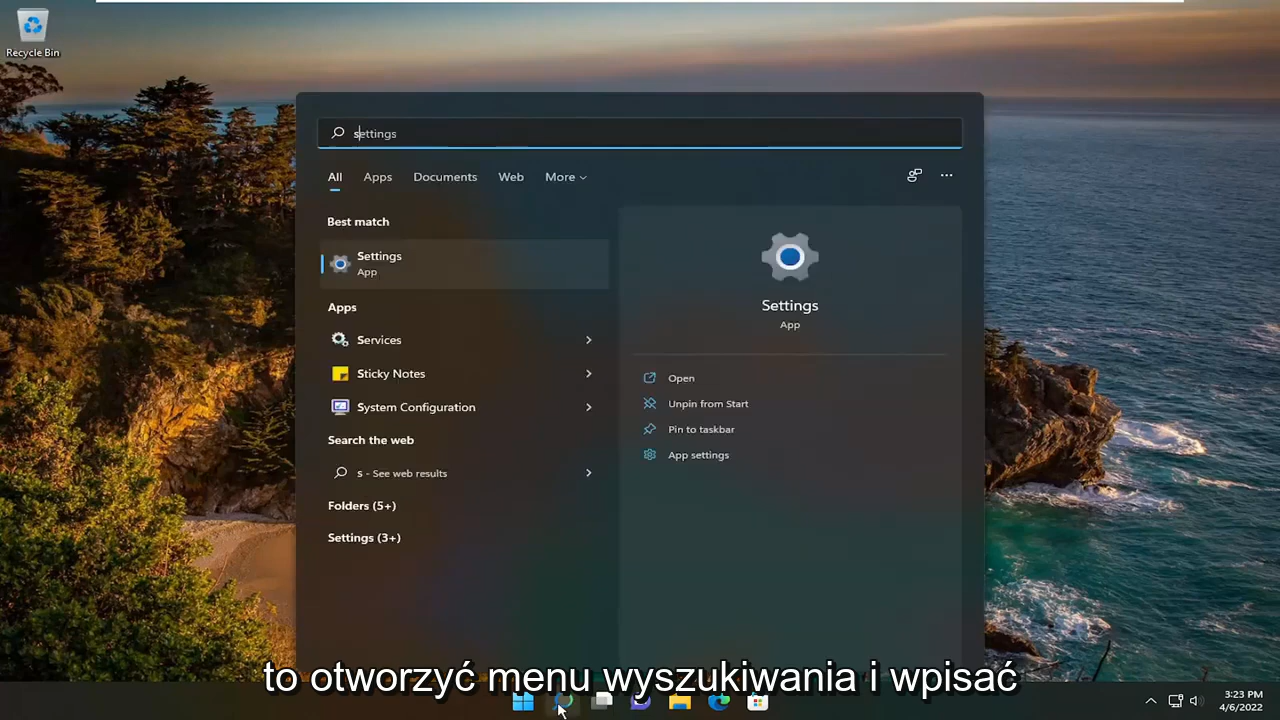 Recycle Bin
settings
All Apps Documents Web More
Best match
Settings
App
Apps
Services
Sticky Notes
System Configuration
Search the web
s - See web results
Folders (5+)
Settings (3+)
Settings
App
Open
Unpin from Start
Pin to taskbar
App settings
to otworzyć menu wyszukiwania i wpisać
3:23 PM
4/6/2022